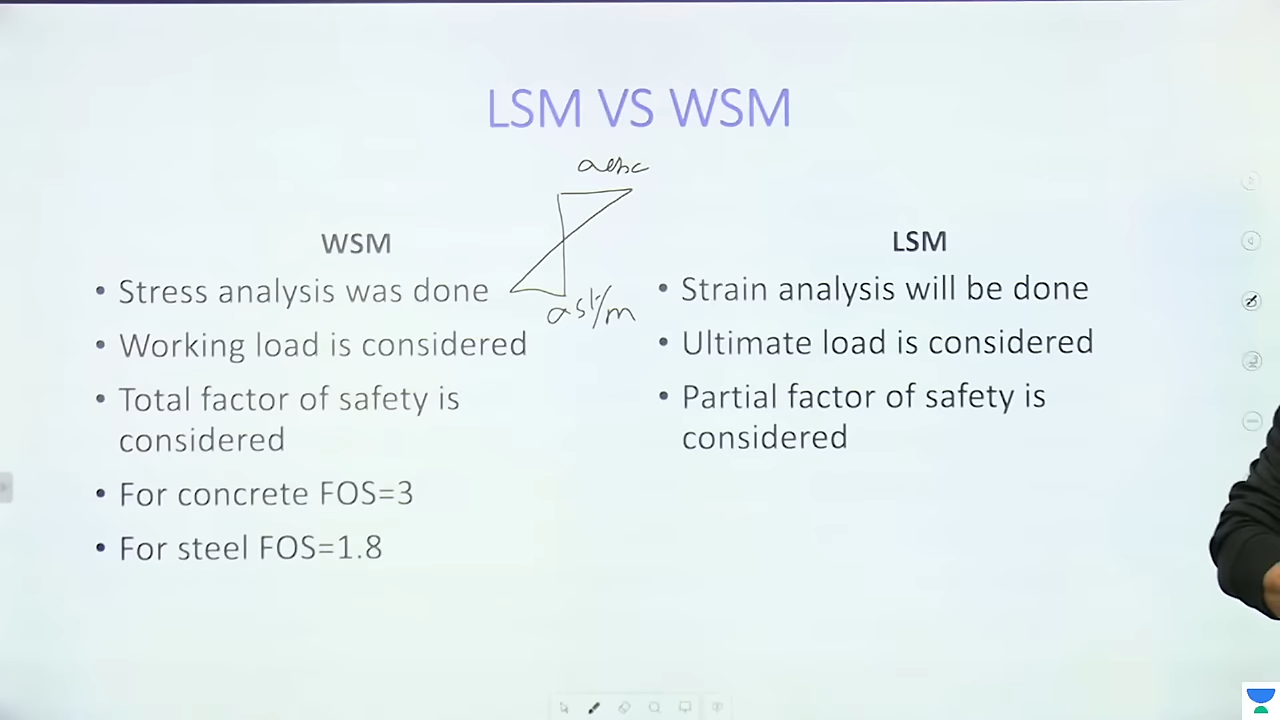 LSM VS WSM
WSM
• Stress analysis was done
• Working load is considered
• Total factor of safety is
considered
• For concrete FOS=3
• For steel FOS=1.8
LSM
• Strain analysis will be done
• Ultimate load is considered
• Partial factor of safety is
considered